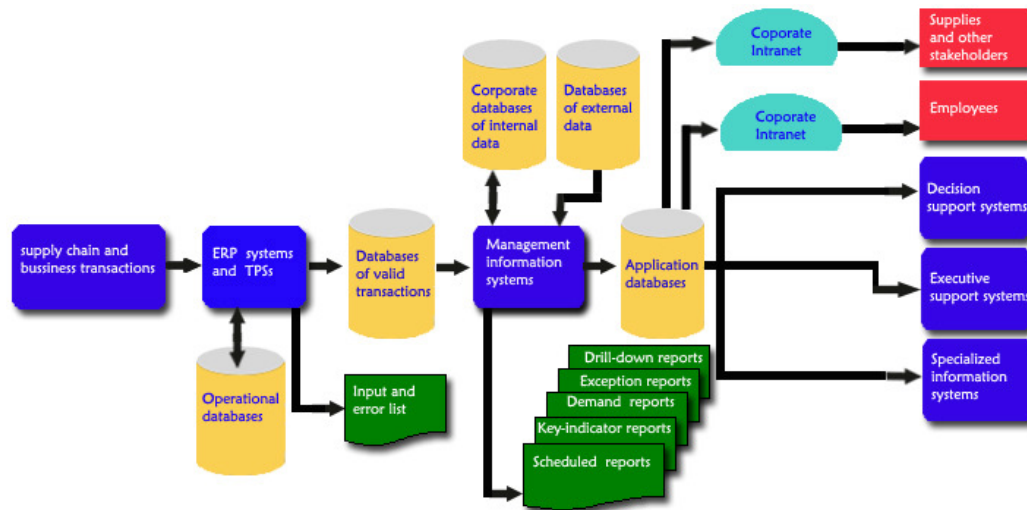 Coporate
Intranet
Supplies
and other
stakeholders
Corporate
databases
of internal
data
Databases
of external
data
Coporate
Intranet
Employees
Decision
support systems
supply chain and
bussiness transactions
ERP systems
and TPSs
Databases
of valid
transactions
Management
information
systems
Application
databases
Executive
support systems
Operational
databases
Input and
error list
Drill-down reports
Exception reports
Demand reports
Key-indicator reports
Scheduled reports
Specialized
information
systems